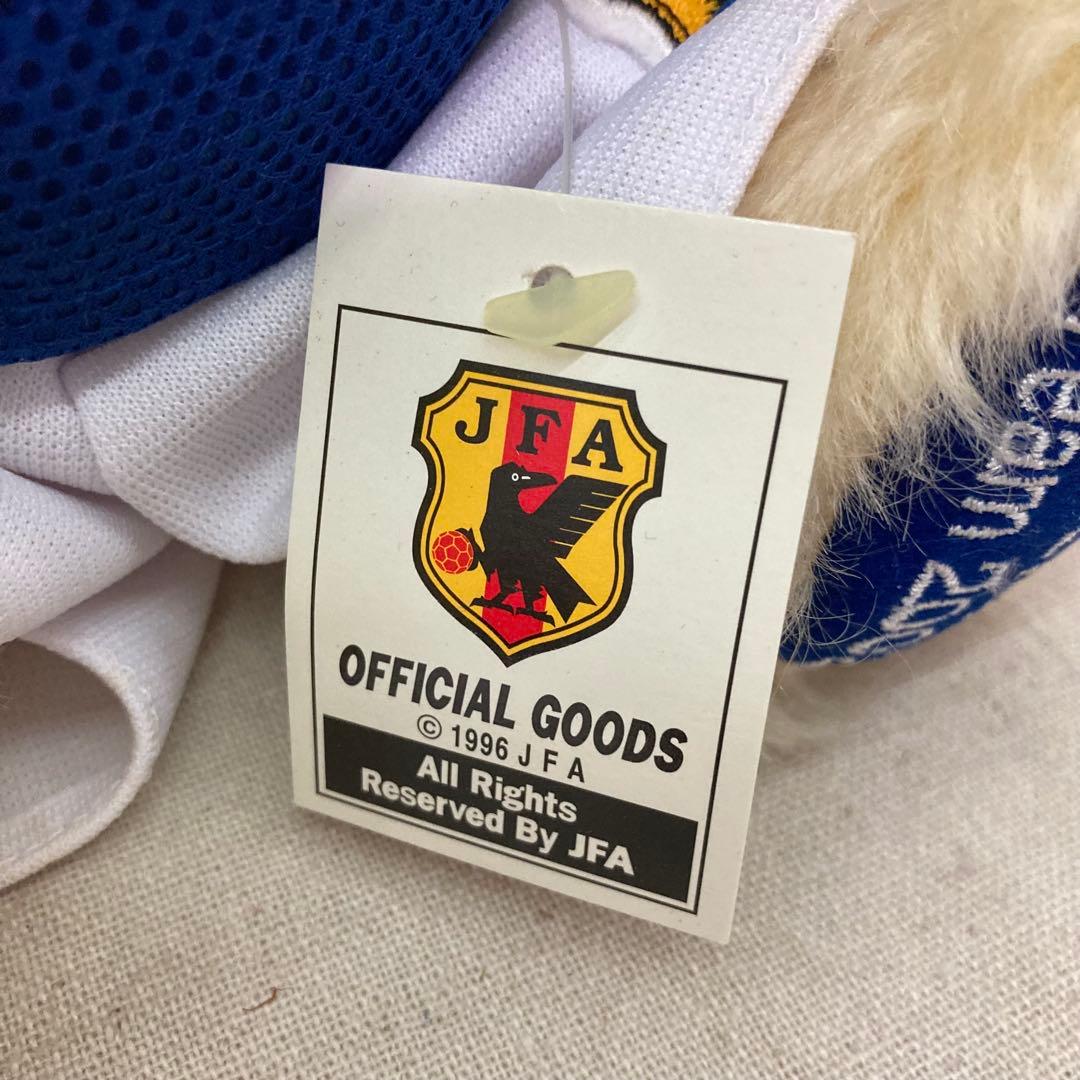 JFA
OFFICIAL GOODS
© 1996 J F A
All Rights
Reserved By JFA